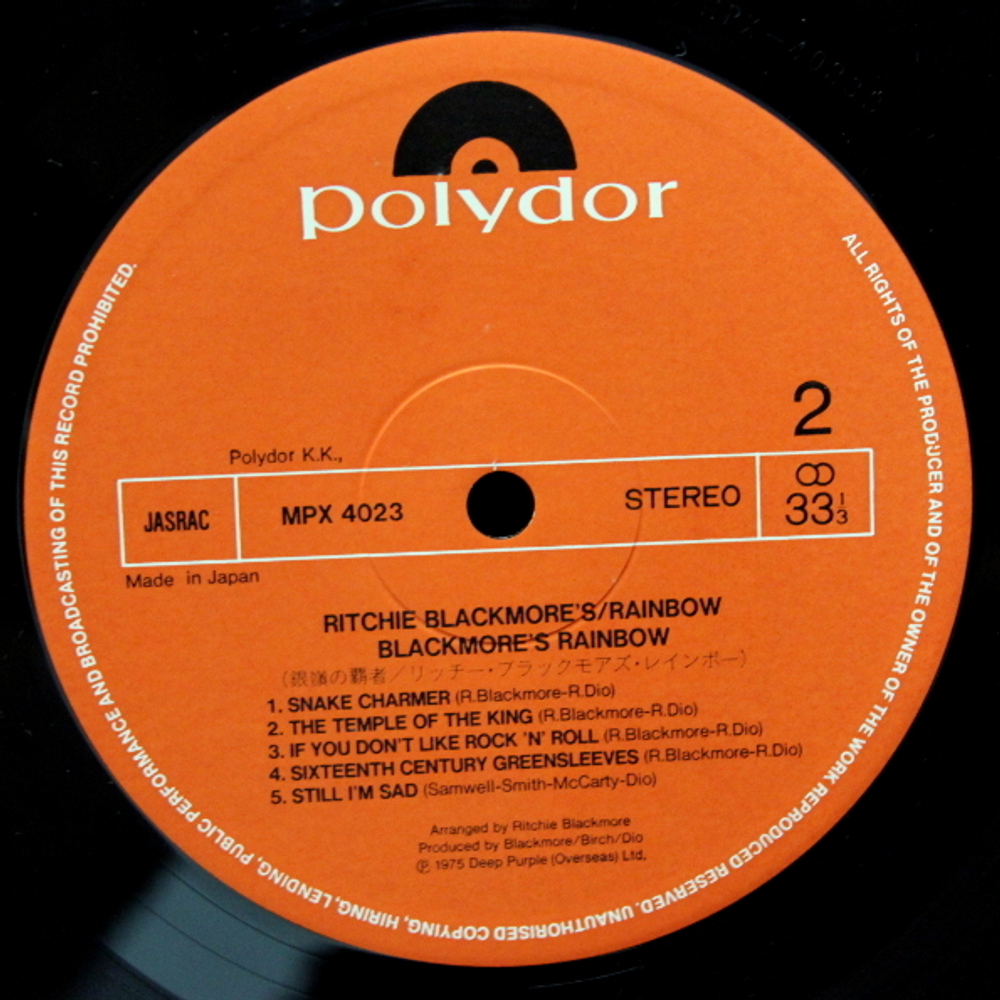 polydor
ALL RIGHTS OF THE PRODUCER AND OF THE OWNER OF THE WORK REPRODUCED RESERVED. UNAUTHORISED COPYING, HIRING, LENDING, PUBLIC PERFORMANCE AND BROADCASTING OF THIS RECORD PROHIBITED.
2
Polydor K.K.,
JASRAC
MPX 4023
STEREO
33 1/3
Made in Japan
RITCHIE BLACKMORE'S/RAINBOW
BLACKMORE'S RAINBOW
(銀嶺の覇者/リッチー・ブラックモアズ・レインボー)
1. SNAKE CHARMER (R.Blackmore-R.Dio)
2. THE TEMPLE OF THE KING (R.Blackmore-R.Dio)
3. IF YOU DON'T LIKE ROCK 'N' ROLL (R.Blackmore-R.Dio)
4. SIXTEENTH CENTURY GREENSLEEVES (R.Blackmore-R.Dio)
5. STILL I'M SAD (Samwell-Smith-McCarty-Dio)
Arranged by Ritchie Blackmore
Produced by Blackmore/Birch/Dio
℗ 1975 Deep Purple (Overseas) Ltd.